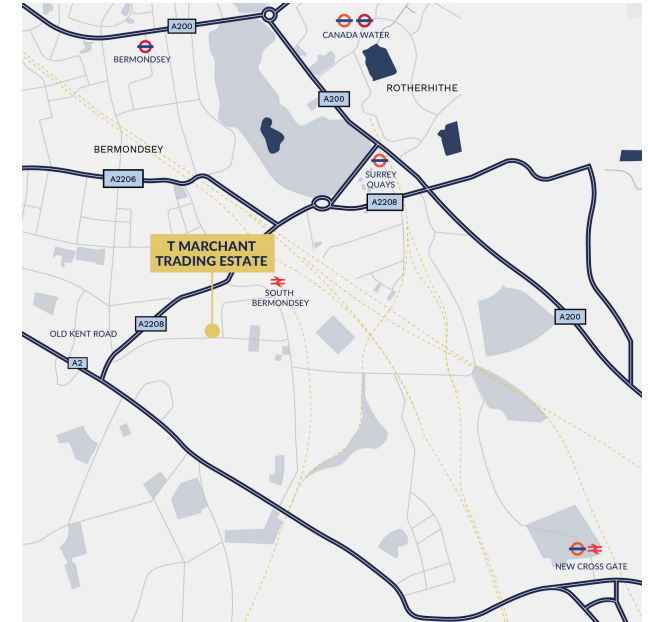 A200
CANADA WATER
BERMONDSEY
ROTHERHITHE
A200
BERMONDSEY
A2206
SURREY
QUAYS
A2208
T MARCHANT
TRADING ESTATE
SOUTH
BERMONDSEY
A2208
A200
OLD KENT ROAD
A2
NEW CROSS GATE